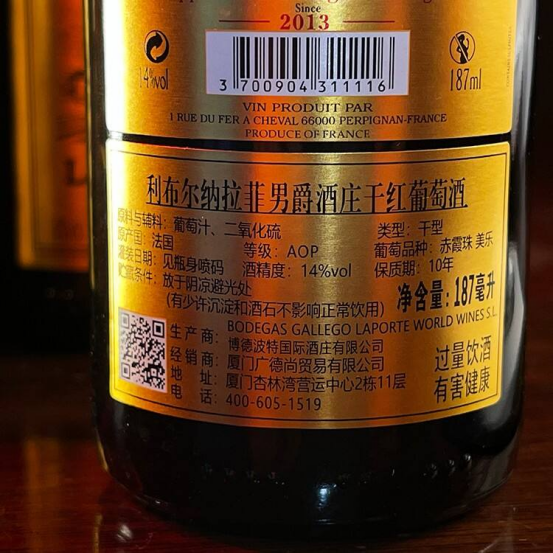 Since
2013
14%vol
3 700904 311116
187ml
VIN PRODUIT PAR
1 RUE DU FER A CHEVAL 66000 PERPIGNAN-FRANCE
PRODUCE OF FRANCE
利布尔纳拉菲男爵酒庄干红葡萄酒
原料与辅料：葡萄汁、二氧化硫 类型：干型
原产国：法国 等级：AOP 葡萄品种：赤霞珠 美乐
灌装日期：见瓶身喷码 酒精度：14%vol 保质期：10年
贮藏条件：放于阴凉避光处 净含量：187毫升
(有少许沉淀和酒石不影响正常饮用)
生产商：BODEGAS GALLEGO LAPORTE WORLD WINES S.L.
博德波特国际酒庄有限公司
经销商：厦门广德尚贸易有限公司
地址：厦门杏林湾营运中心2栋11层
电话：400-605-1519
过量饮酒
有害健康